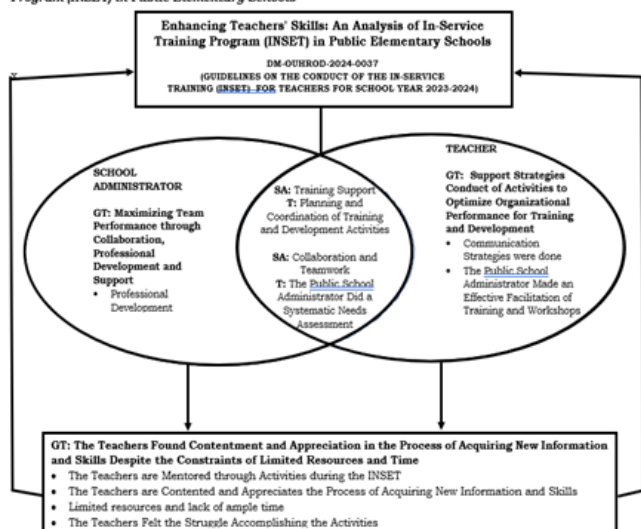 Program (INSET) in Public Elementary Schools
Enhancing Teachers' Skills: An Analysis of In-Service
Training Program (INSET) in Public Elementary Schools
DM-OUHROD-2024-0037
(GUIDELINES ON THE CONDUCT OF THE IN-SERVICE
TRAINING (INSET) FOR TEACHERS FOR SCHOOL YEAR 2023-2024)
SCHOOL
ADMINISTRATOR
GT: Maximizing Team
Performance through
Collaboration,
Professional
Development and
Support
• Professional
Development
SA: Training Support
T: Planning and
Coordination of Training
and Development Activities
SA: Collaboration and
Teamwork
T: The Public School
Administrator Did a
Systematic Needs
Assessment
TEACHER
GT: Support Strategies
Conduct of Activities to
Optimize Organizational
Performance for Training
and Development
• Communication
Strategies were done
• The Public School
Administrator Made an
Effective Facilitation of
Training and Workshops
GT: The Teachers Found Contentment and Appreciation in the Process of Acquiring New Information
and Skills Despite the Constraints of Limited Resources and Time
• The Teachers are Mentored through Activities during the INSET
• The Teachers are Contented and Appreciates the Process of Acquiring New Information and Skills
• Limited resources and lack of ample time
• The Teachers Felt the Struggle Accomplishing the Activities